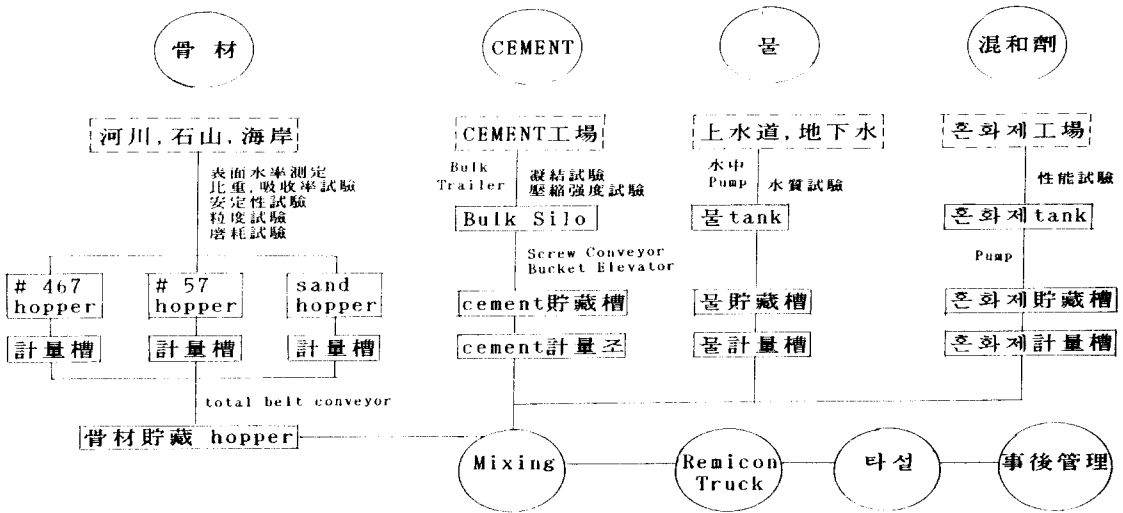 骨材
CEMENT
물
混和劑
河川, 石山, 海岸
CEMENT工場
上水道, 地下水
혼화제工場
表面水率測定
比重, 吸收率試驗
安定性試驗
粒度試驗
磨耗試驗
Bulk
Trailer
凝結試驗
壓縮强度試驗
水中
Pump
水質試驗
性能試驗
Bulk Silo
물tank
혼화제tank
Screw Conveyor
Bucket Elevator
Pump
# 467
hopper
# 57
hopper
sand
hopper
cement貯藏槽
물貯藏槽
혼화제貯藏槽
計量槽
計量槽
計量槽
cement計量조
물計量槽
혼화제計量槽
total belt conveyor
骨材貯藏 hopper
Mixing
Remicon
Truck
타설
事後管理